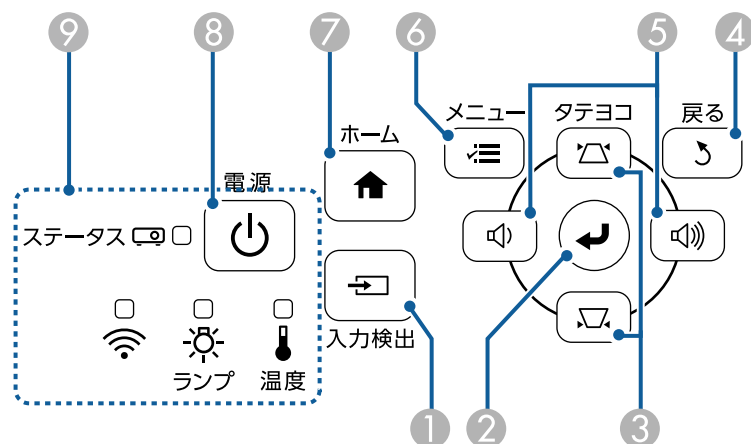 9 8 7 6 5 4
メニュー タテヨコ 戻る
ホーム
電源
ステータス
入力検出
ランプ 温度
1 2 3